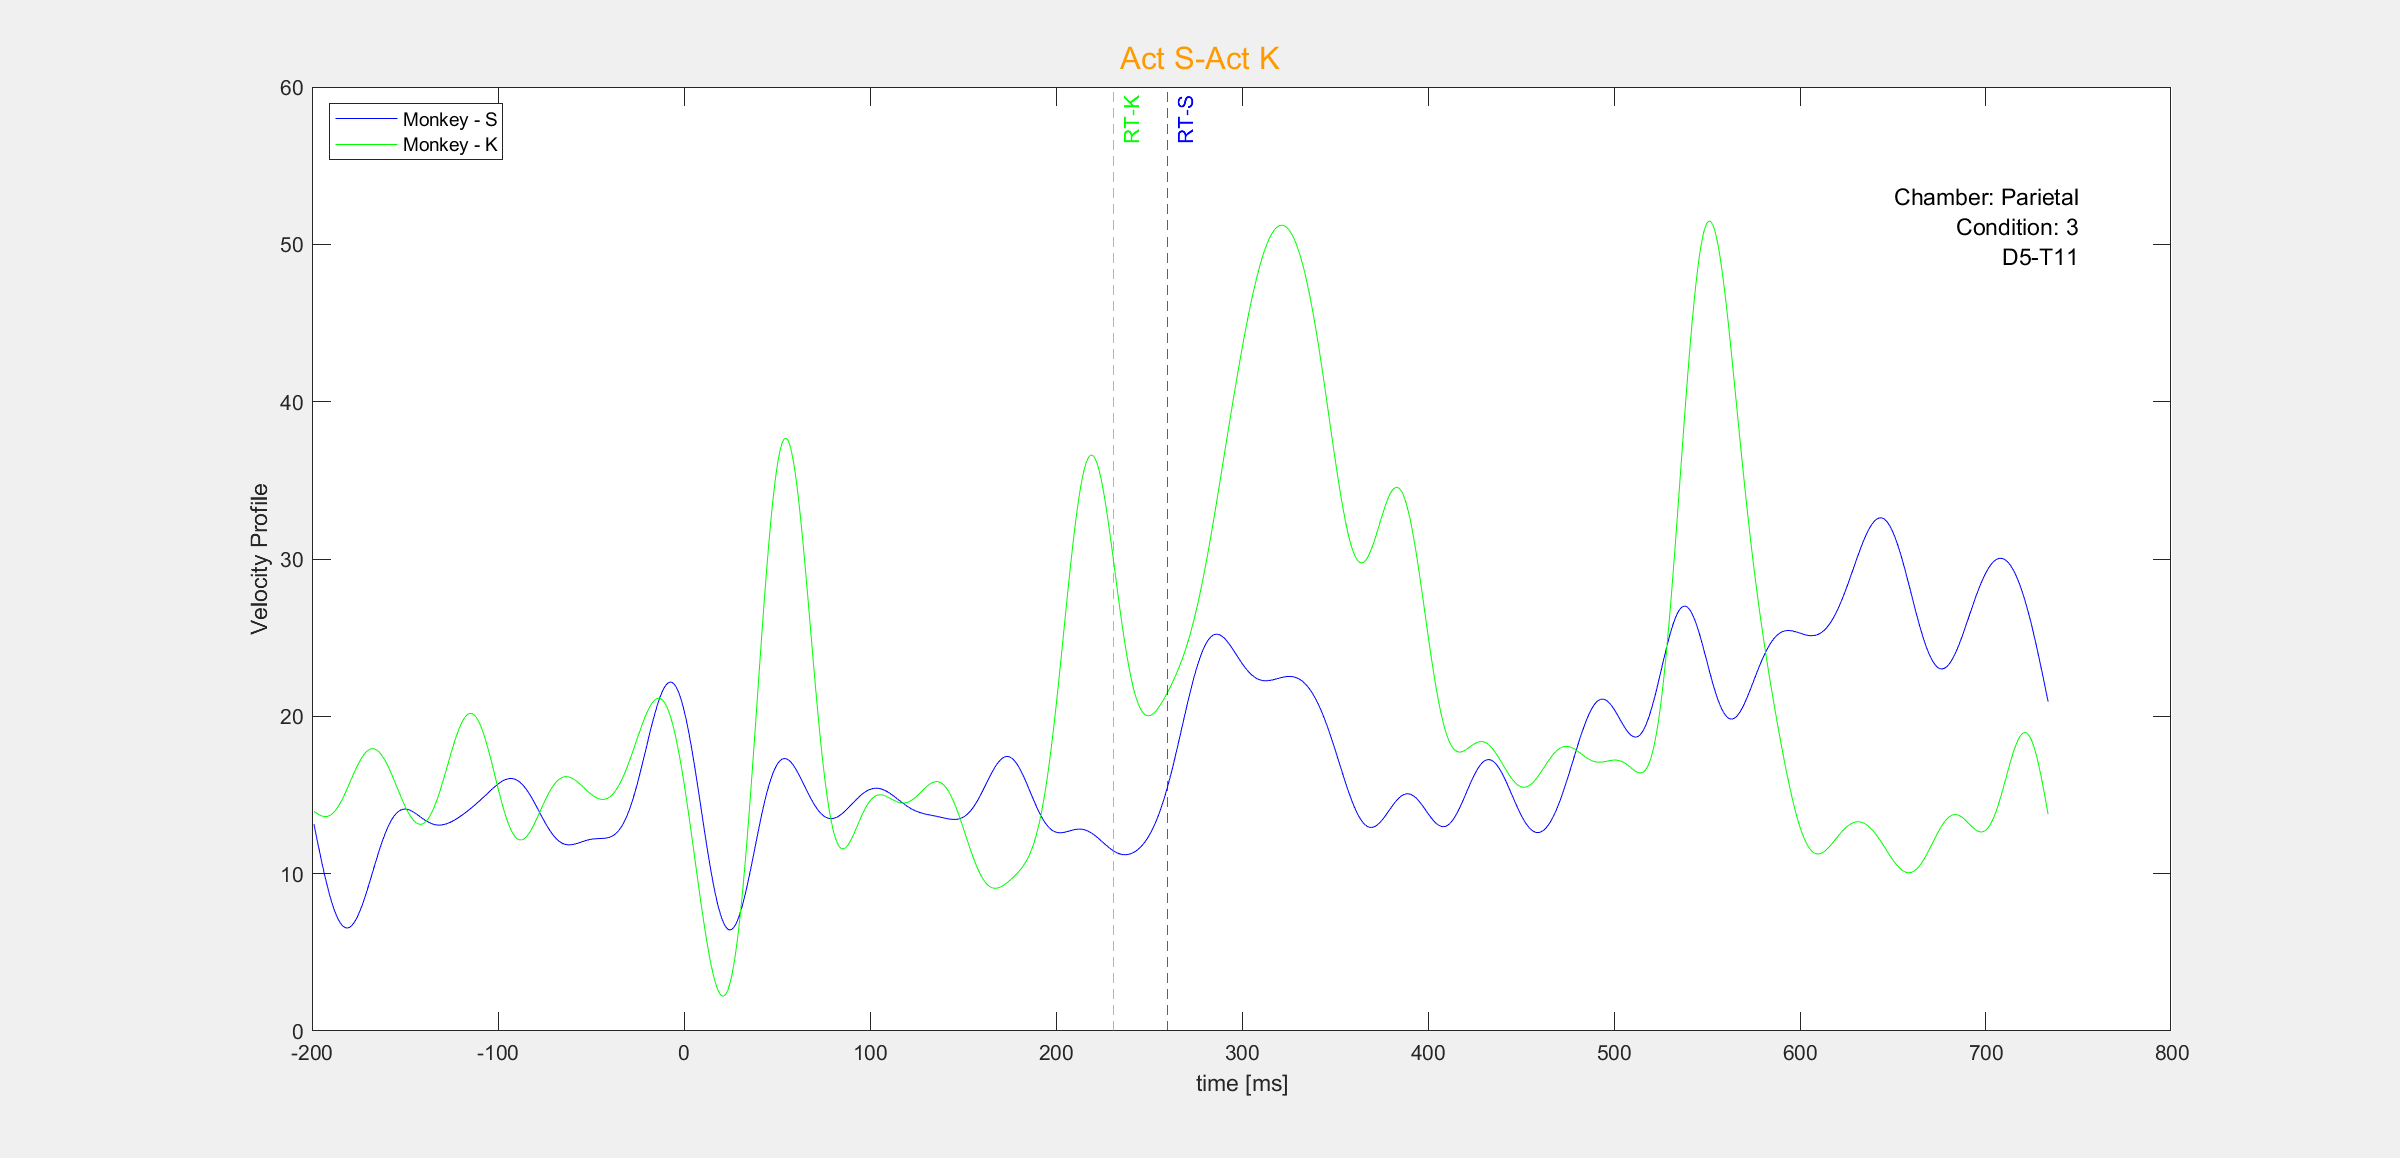 Act S-Act K
60
50
40
30
20
10
0
Velocity Profile
Monkey - S
Monkey - K
RT-K
RT-S
Chamber: Parietal
Condition: 3
D5-T11
-200 -100 0 100 200 300 400 500 600 700 800
time [ms]